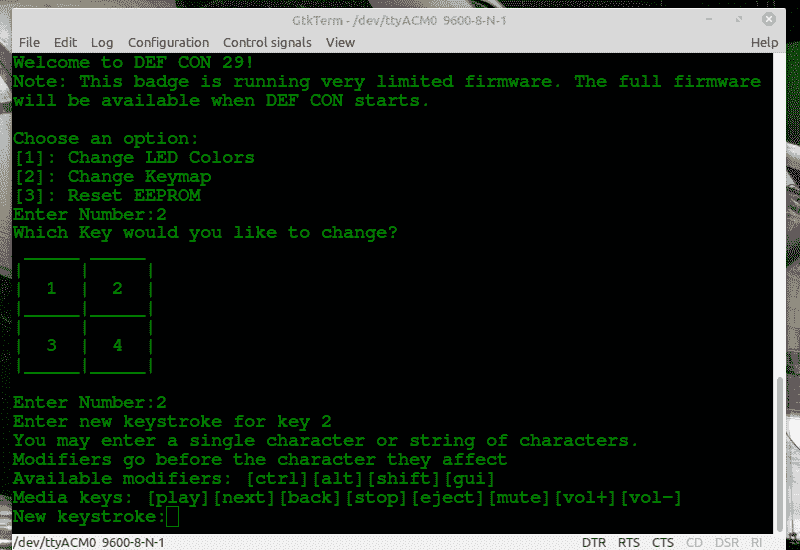 GtkTerm - /dev/ttyACM0 9600-8-N-1
File Edit Log Configuration Control signals View Help
Welcome to DEF CON 29!
Note: This badge is running very limited firmware. The full firmware
will be available when DEF CON starts.
Choose an option:
[1]: Change LED Colors
[2]: Change Keymap
[3]: Reset EEPROM
Enter Number:2
Which Key would you like to change?
1 2
3 4
Enter Number:2
Enter new keystroke for key 2
You may enter a single character or string of characters.
Modifiers go before the character they affect
Available modifiers: [ctrl][alt][shift][gui]
Media keys: [play][next][back][stop][eject][mute][vol+][vol-]
New keystroke:
/dev/ttyACM0 9600-8-N-1 DTR RTS CTS CD DSR RI